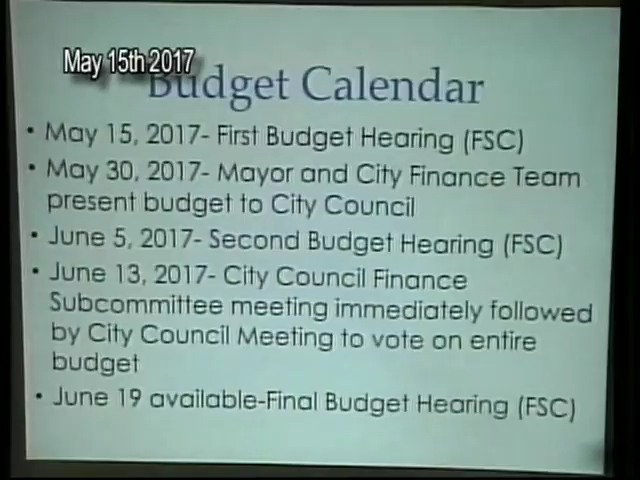 May 15th 2017
Budget Calendar
• May 15, 2017- First Budget Hearing (FSC)
• May 30, 2017- Mayor and City Finance Team
present budget to City Council
• June 5, 2017- Second Budget Hearing (FSC)
• June 13, 2017- City Council Finance
Subcommittee meeting immediately followed
by City Council Meeting to vote on entire
budget
• June 19 available-Final Budget Hearing (FSC)